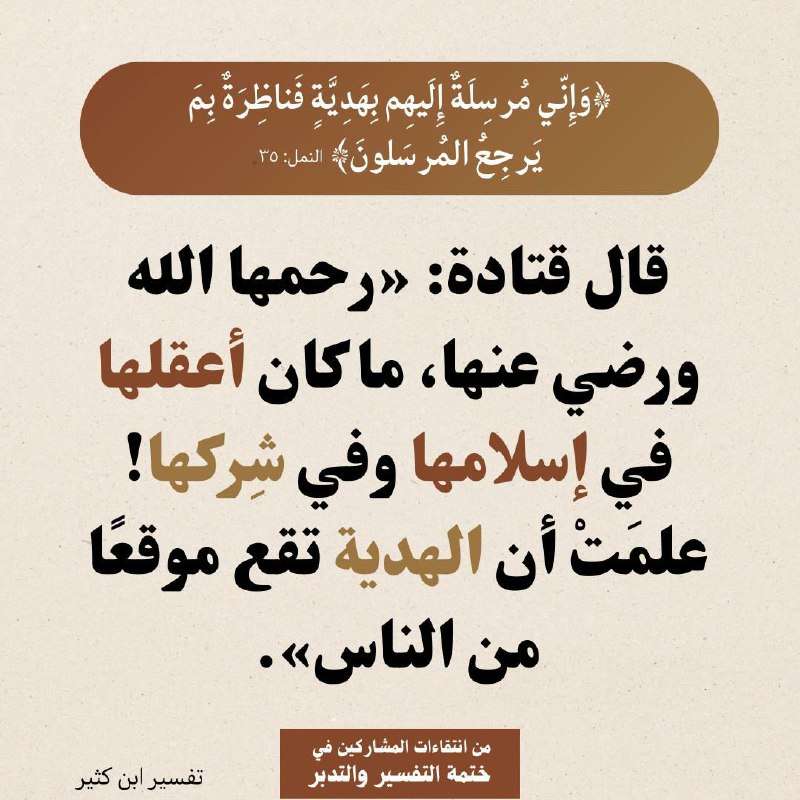 ﴿وَإِنّي مُرسِلَةٌ إِلَيهِم بِهَدِيَّةٍ فَناظِرَةٌ بِمَ
يَرجِعُ المُرسَلونَ﴾ النمل: ٣٥.
قال قتادة: «رحمها الله
ورضي عنها، ما كان أعقلها
في إسلامها وفي شِركها!
علمَتْ أن الهدية تقع موقعًا
من الناس».
من انتقاءات المشاركين في
ختمة التفسير والتدبر
تفسير ابن كثير